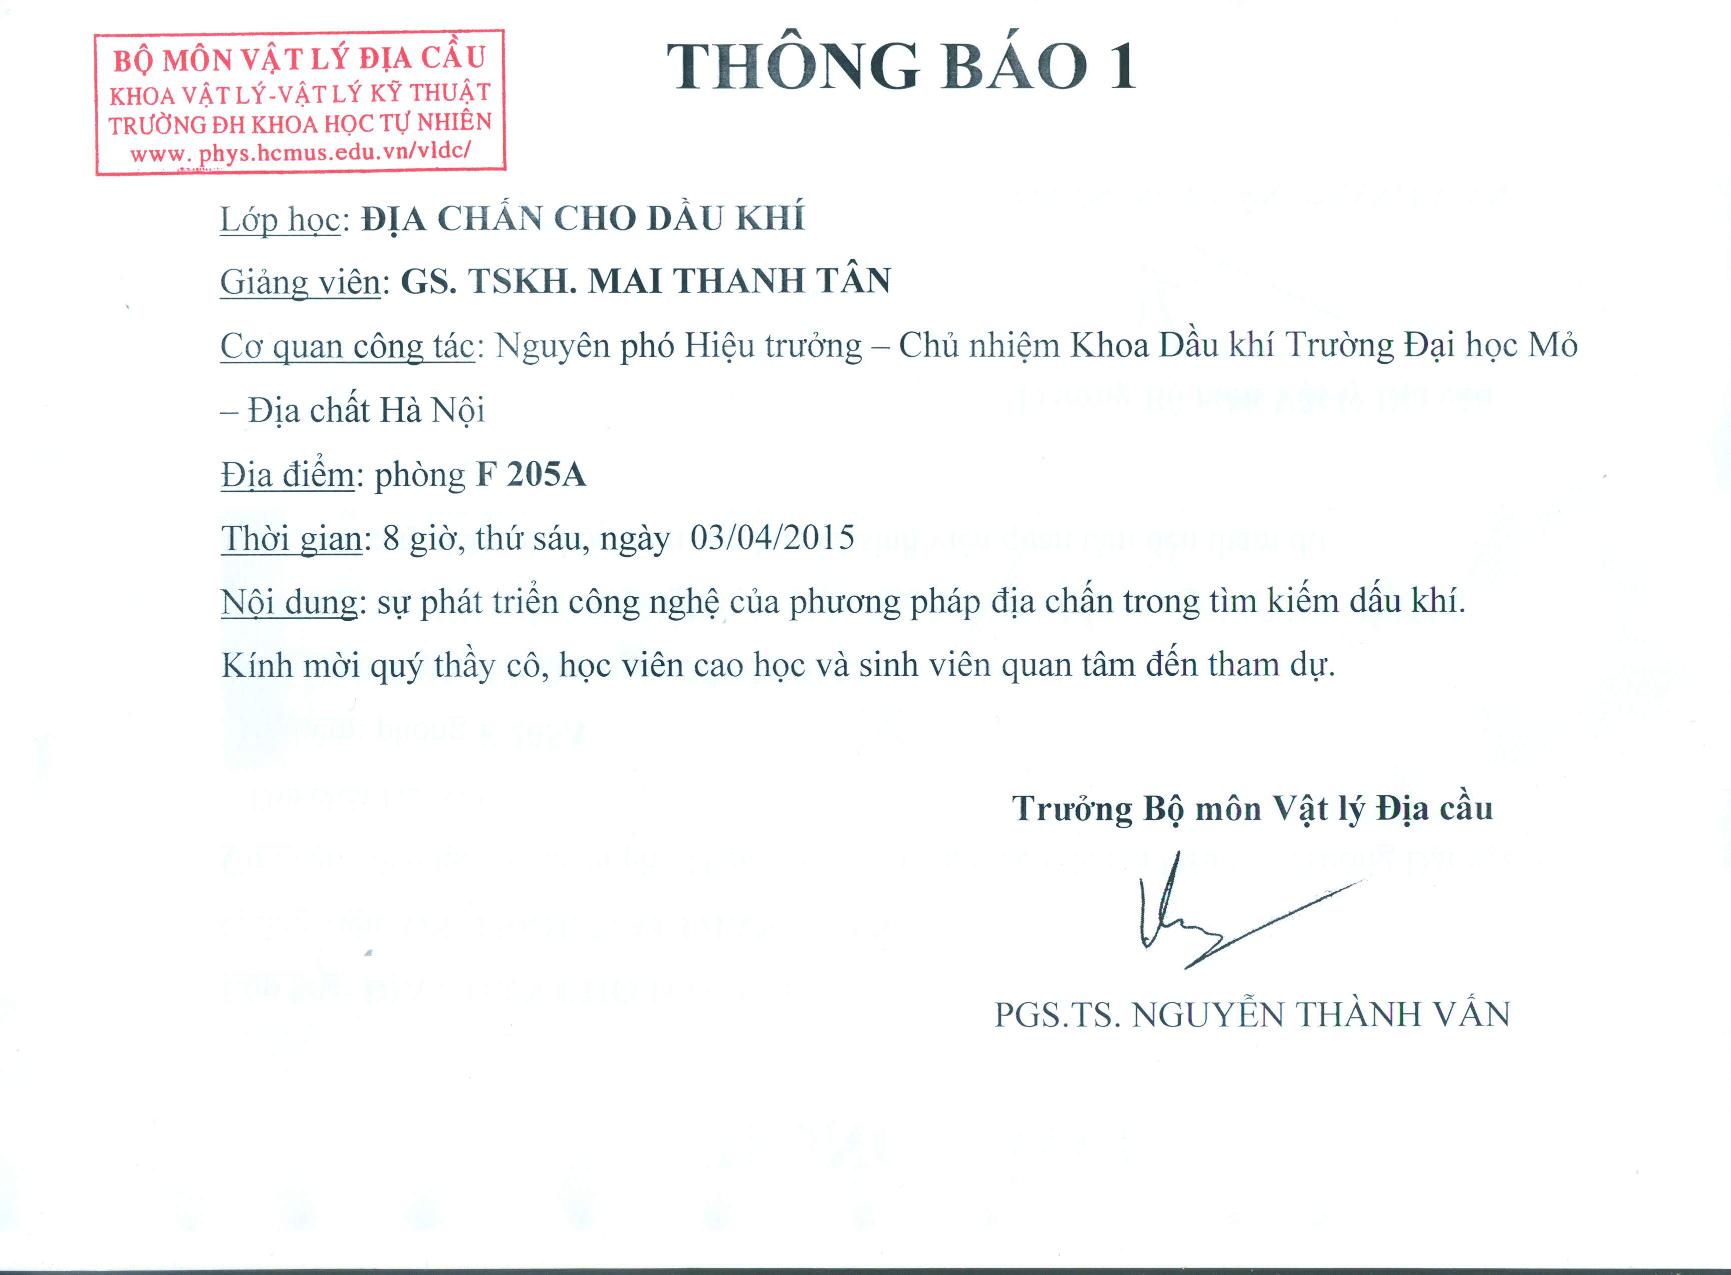 THÔNG BÁO 1
BỘ MÔN VẬT LÝ ĐỊA CẦU
KHOA VẬT LÝ-VẬT LÝ KỸ THUẬT
TRƯỜNG ĐH KHOA HỌC TỰ NHIÊN
www. phys.hcmus.edu.vn/vldc/
Lớp học: ĐỊA CHẤN CHO DẦU KHÍ
Giảng viên: GS. TSKH. MAI THANH TÂN
Cơ quan công tác: Nguyên phó Hiệu trưởng – Chủ nhiệm Khoa Dầu khí Trường Đại học Mỏ
– Địa chất Hà Nội
Địa điểm: phòng F 205A
Thời gian: 8 giờ, thứ sáu, ngày 03/04/2015
Nội dung: sự phát triển công nghệ của phương pháp địa chấn trong tìm kiếm dấu khí.
Kính mời quý thầy cô, học viên cao học và sinh viên quan tâm đến tham dự.
Trưởng Bộ môn Vật lý Địa cầu
PGS.TS. NGUYỄN THÀNH VẤN